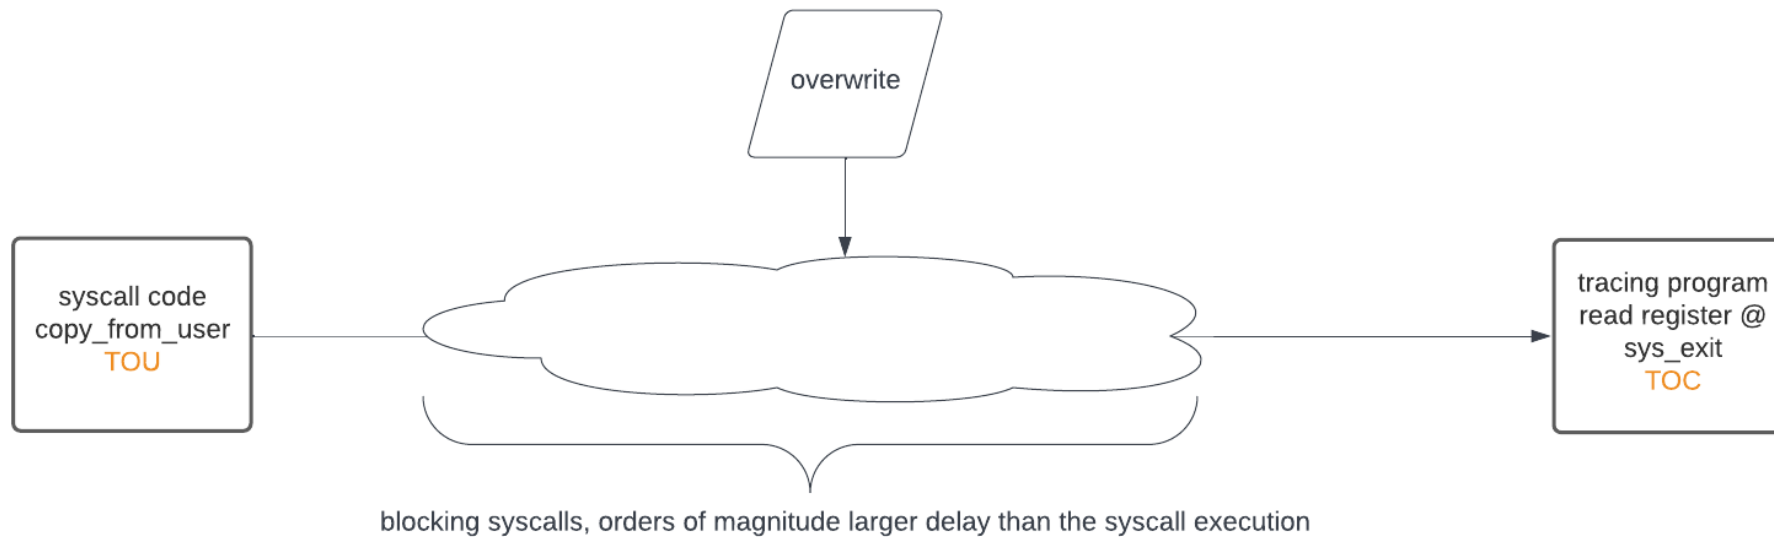 overwrite
syscall code
copy_from_user
TOU
tracing program
read register @
sys_exit
TOC
blocking syscalls, orders of magnitude larger delay than the syscall execution